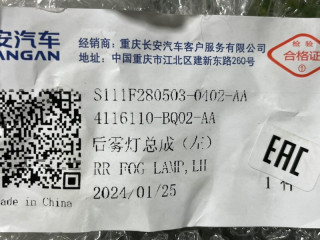 安汽车
ANGAN
经销商：重庆长安汽车客户服务有限公司
地址：中国重庆市江北区建新东路260号
检验
合格证
S111F280503-0402-AA
4116110-BQ02-AA
后雾灯总成（左）
RR FOG LAMP,LH
2024/01/25
1 件
EAC
Made in China